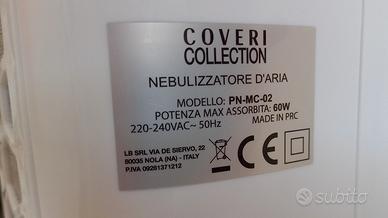 COVERI
COLLECTION
NEBULIZZATORE D'ARIA
MODELLO: PN-MC-02
POTENZA MAX ASSORBITA: 60W
220-240VAC~ 50Hz MADE IN PRC
LB SRL VIA DE SIERVO, 22
80035 NOLA (NA) - ITALY
P.IVA 09281371212
CE
subito